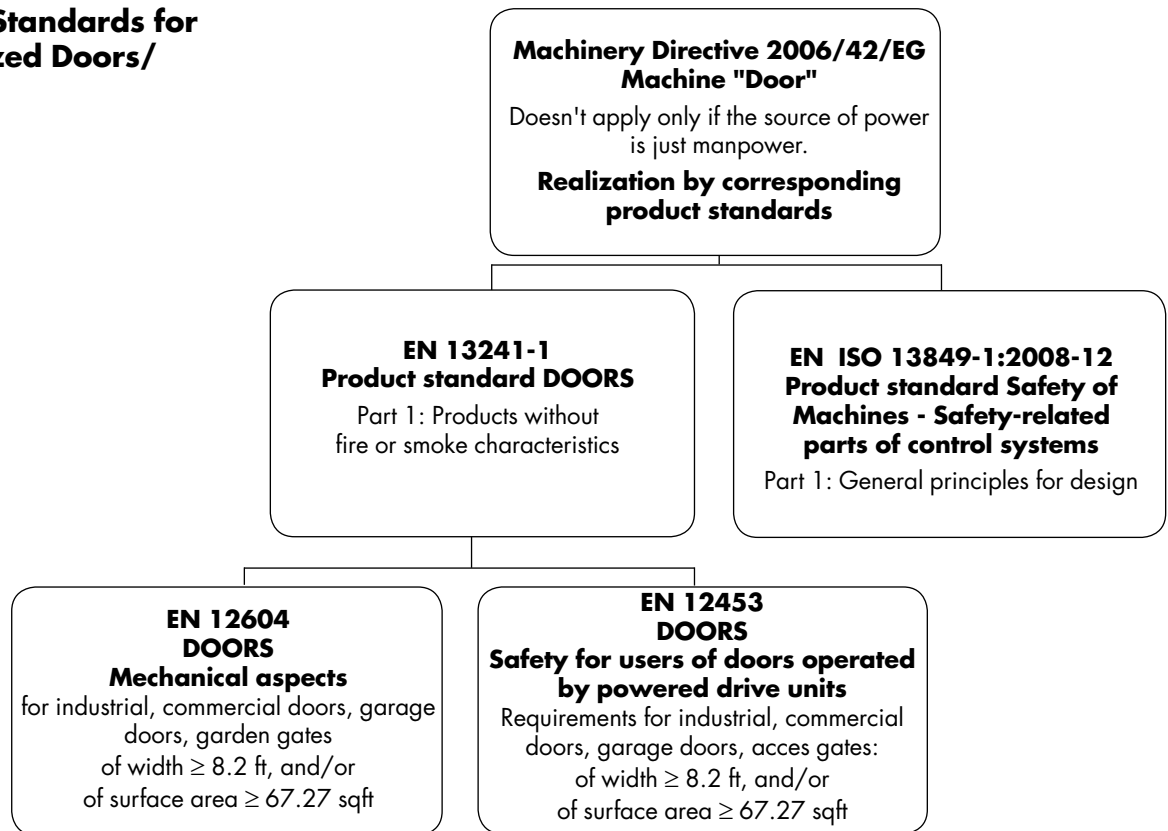 Standards for
zed Doors/
Machinery Directive 2006/42/EG
Machine "Door"
Doesn't apply only if the source of power
is just manpower.
Realization by corresponding
product standards
EN 13241-1
Product standard DOORS
Part 1: Products without
fire or smoke characteristics
EN ISO 13849-1:2008-12
Product standard Safety of
Machines - Safety-related
parts of control systems
Part 1: General principles for design
EN 12604
DOORS
Mechanical aspects
for industrial, commercial doors, garage
doors, garden gates
of width ≥ 8.2 ft, and/or
of surface area ≥ 67.27 sqft
EN 12453
DOORS
Safety for users of doors operated
by powered drive units
Requirements for industrial, commercial
doors, garage doors, acces gates:
of width ≥ 8.2 ft, and/or
of surface area ≥ 67.27 sqft